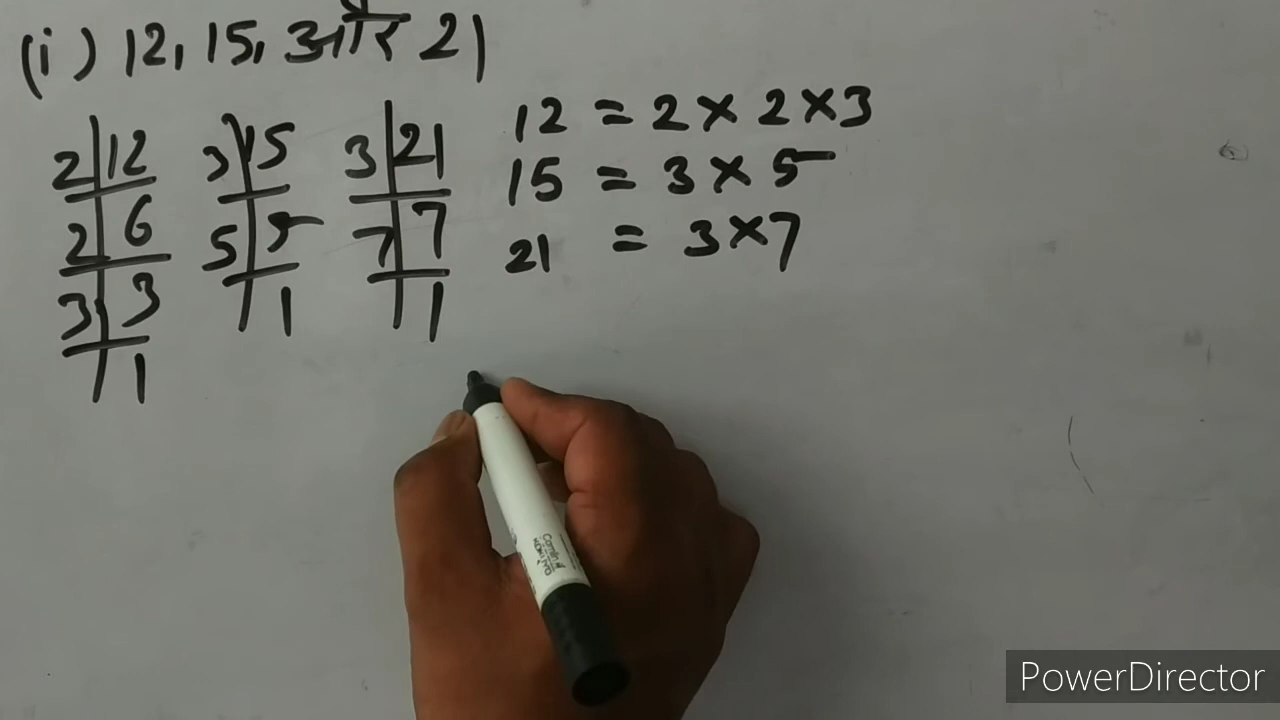 (i) 12, 15, और 21
2 | 12
2 | 6
3 | 3
1
3 | 15
5 | 5
1
3 | 21
7 | 7
1
12 = 2 × 2 × 3
15 = 3 × 5
21 = 3 × 7
Camlin
PowerDirector